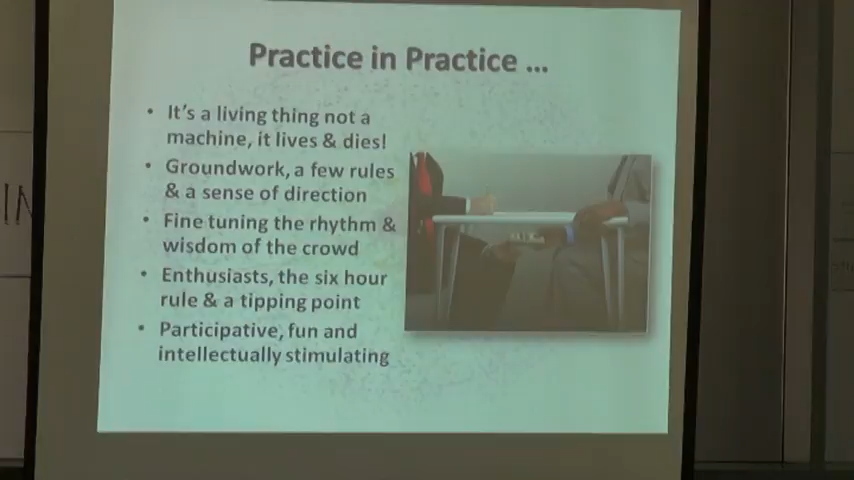 Practice in Practice ...
• It's a living thing not a
machine, it lives & dies!
• Groundwork, a few rules
& a sense of direction
• Fine tuning the rhythm &
wisdom of the crowd
• Enthusiasts, the six hour
rule & a tipping point
• Participative, fun and
intellectually stimulating